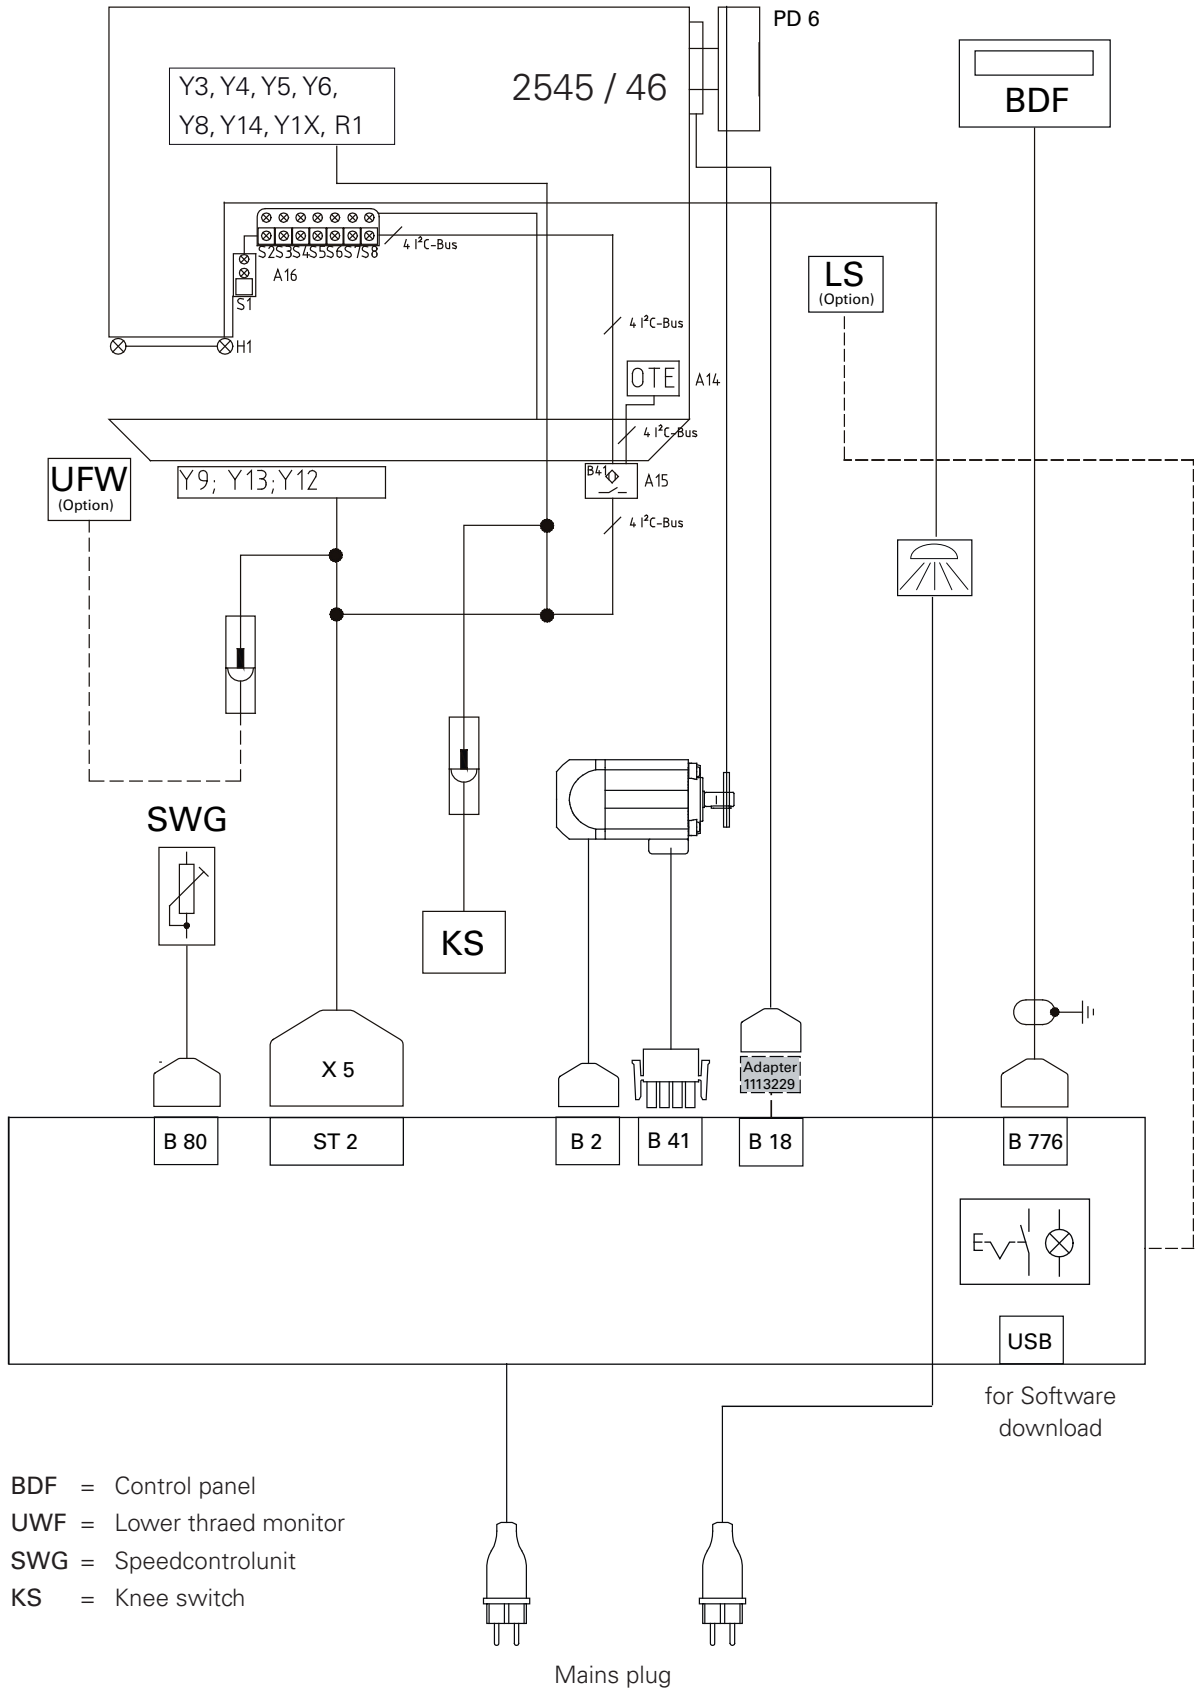 PD 6
BDF
2545 / 46
Y3, Y4, Y5, Y6,
Y8, Y14, Y1X, R1
4 I²C-Bus
S2S3S4S5S6S7S8
A16
S1
LS
(Option)
4 I²C-Bus
H1
OTE
A14
4 I²C-Bus
UFW
(Option)
Y9; Y13;Y12
B41
A15
4 I²C-Bus
SWG
KS
X 5
Adapter
1113229
B 80
ST 2
B 2
B 41
B 18
B 776
E
USB
for Software
download
BDF = Control panel
UWF = Lower thraed monitor
SWG = Speedcontrolunit
KS = Knee switch
Mains plug